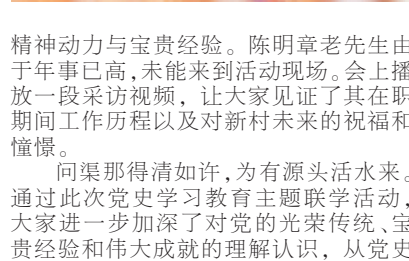 精神动力与宝贵经验。陈明章老先生由
于年事已高,未能来到活动现场。会上播
放一段采访视频，让大家见证了其在职
期间工作历程以及对新村未来的祝福和
憧憬。
问渠那得清如许,为有源头活水来。
通过此次党史学习教育主题联学活动,
大家进一步加深了对党的光荣传统、宝
贵经验和伟大成就的理解认识，从党史